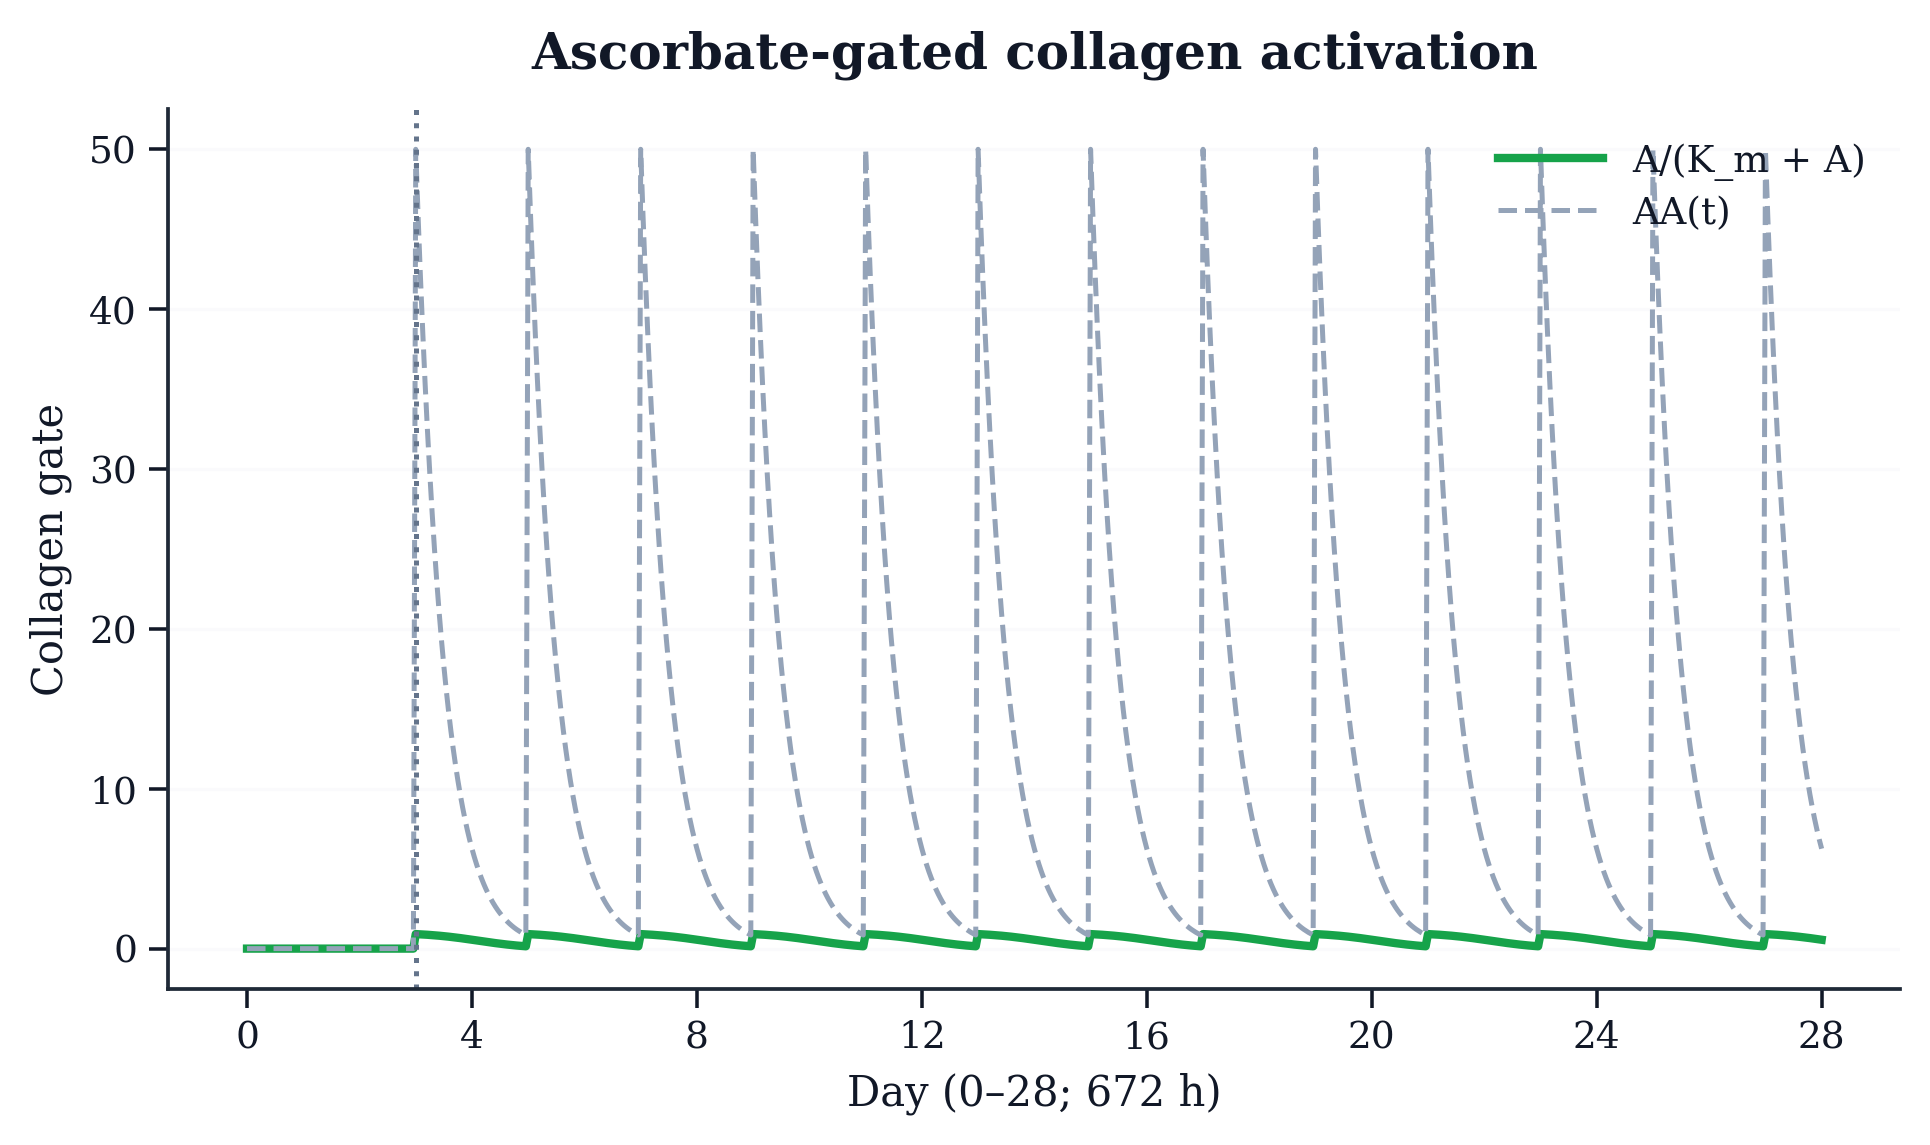 Ascorbate-gated collagen activation
A/(K_m + A)
AA(t)
Collagen gate
50
40
30
20
10
0
0 4 8 12 16 20 24 28
Day (0–28; 672 h)